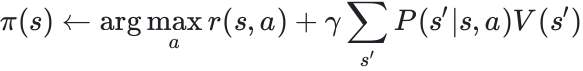 π(s) ← arg max_a r(s, a) + γ ∑_{s′} P(s′|s, a)V(s′)